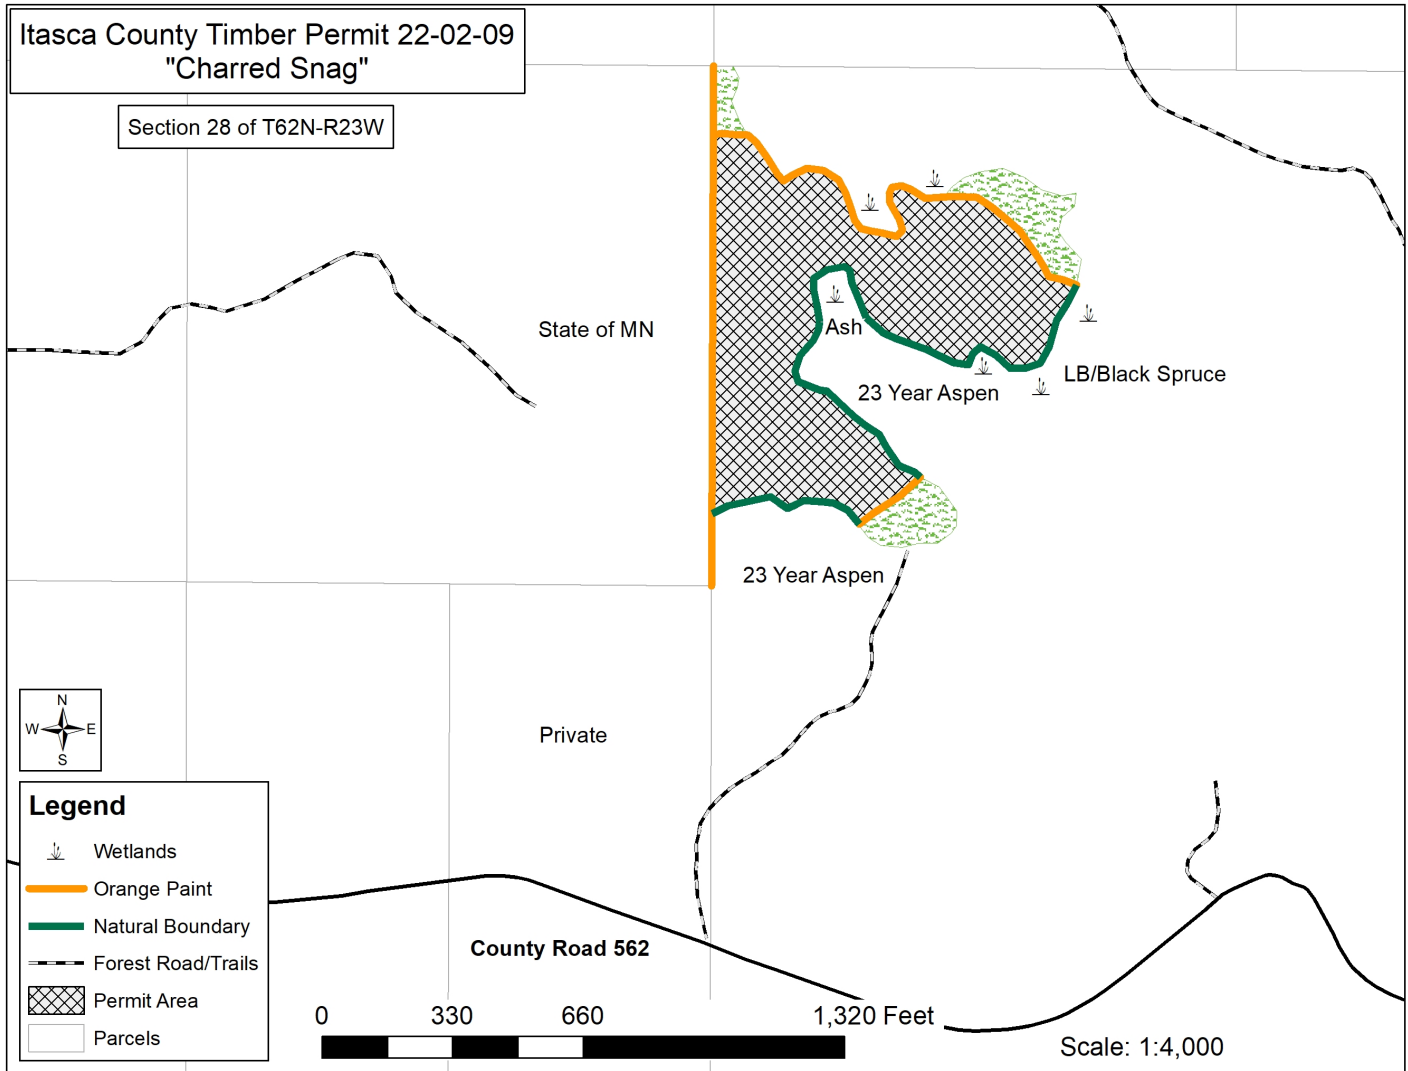 Itasca County Timber Permit 22-02-09
"Charred Snag"
Section 28 of T62N-R23W
State of MN
Ash
LB/Black Spruce
23 Year Aspen
23 Year Aspen
Private
N
W E
S
Legend
Wetlands
Orange Paint
Natural Boundary
Forest Road/Trails
Permit Area
Parcels
County Road 562
0 330 660 1,320 Feet
Scale: 1:4,000